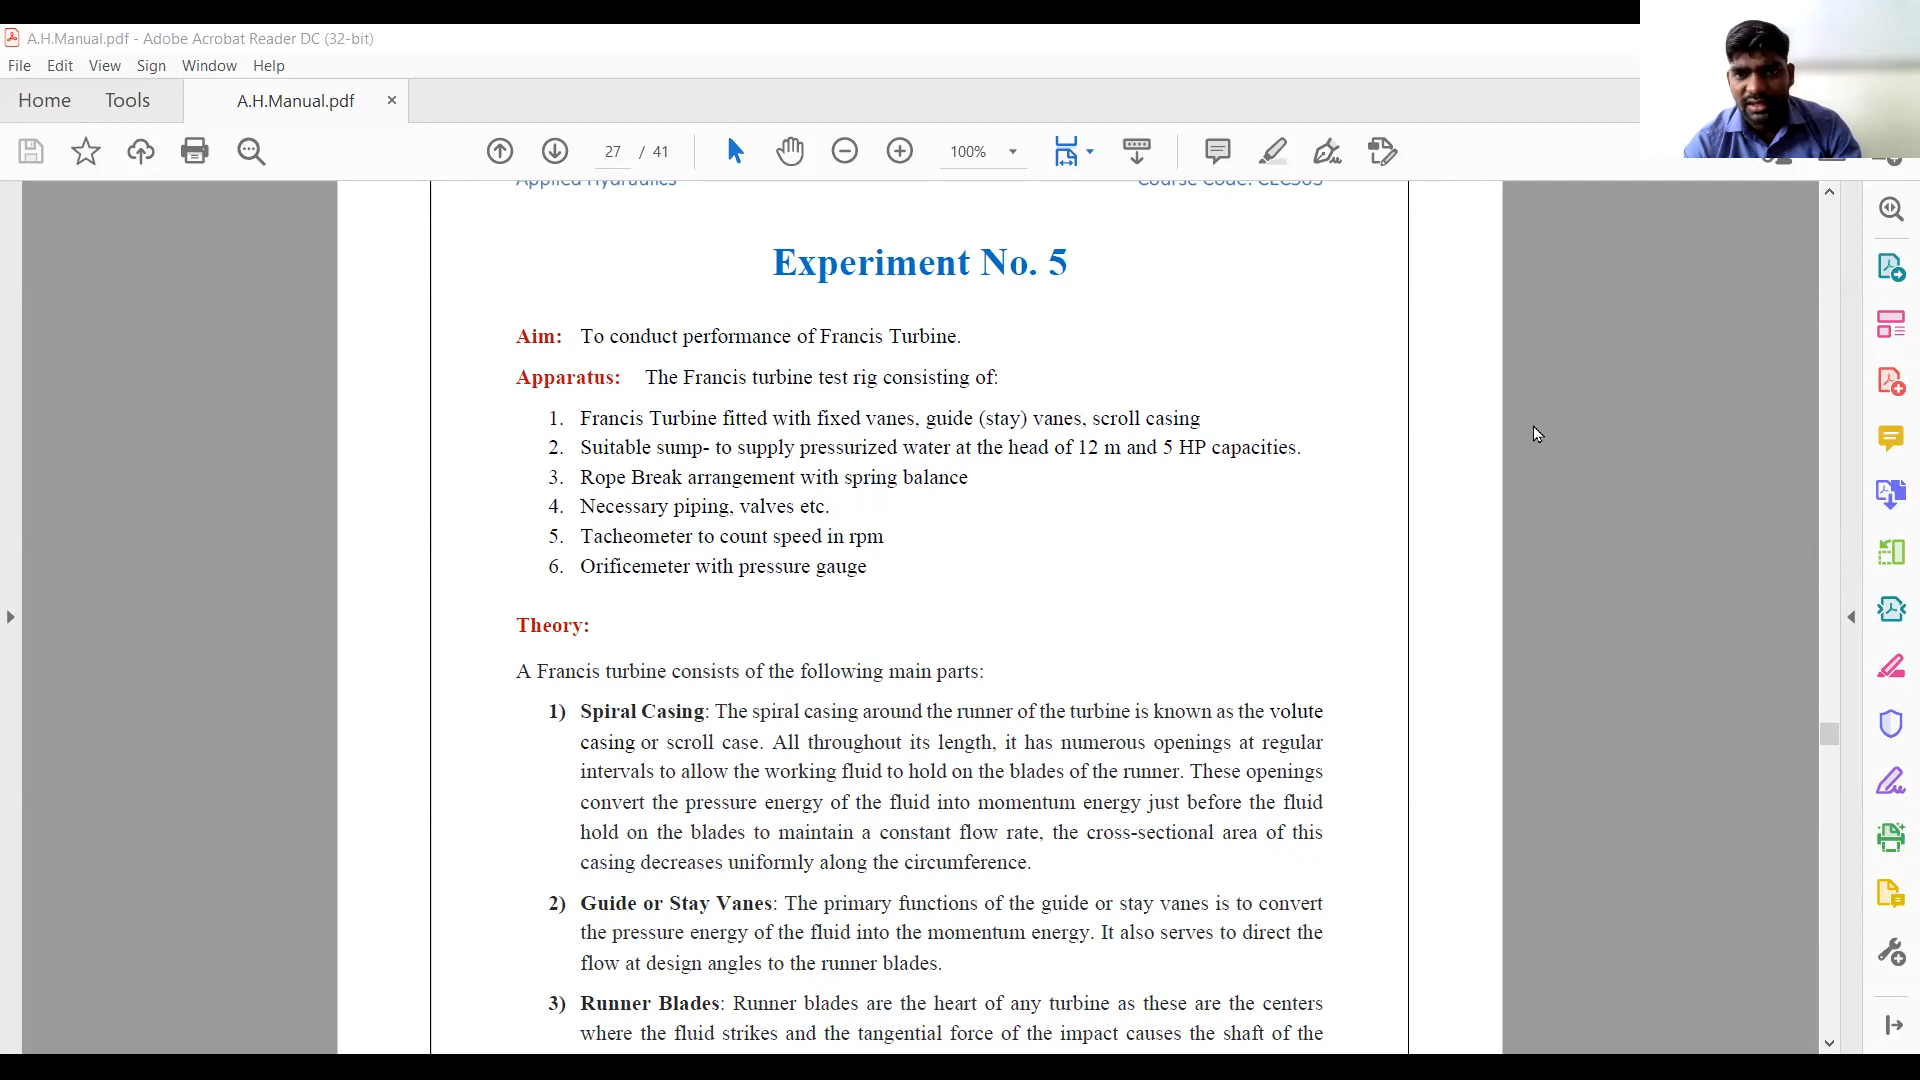 A.H.Manual.pdf - Adobe Acrobat Reader DC (32-bit)
File Edit View Sign Window Help
Home Tools A.H.Manual.pdf ×
27 / 41 100%
Applied Hydraulics Course Code: CEC303
Experiment No. 5
Aim: To conduct performance of Francis Turbine.
Apparatus: The Francis turbine test rig consisting of:
1. Francis Turbine fitted with fixed vanes, guide (stay) vanes, scroll casing
2. Suitable sump- to supply pressurized water at the head of 12 m and 5 HP capacities.
3. Rope Break arrangement with spring balance
4. Necessary piping, valves etc.
5. Tacheometer to count speed in rpm
6. Orificemeter with pressure gauge
Theory:
A Francis turbine consists of the following main parts:
1) Spiral Casing: The spiral casing around the runner of the turbine is known as the volute
casing or scroll case. All throughout its length, it has numerous openings at regular
intervals to allow the working fluid to hold on the blades of the runner. These openings
convert the pressure energy of the fluid into momentum energy just before the fluid
hold on the blades to maintain a constant flow rate, the cross-sectional area of this
casing decreases uniformly along the circumference.
2) Guide or Stay Vanes: The primary functions of the guide or stay vanes is to convert
the pressure energy of the fluid into the momentum energy. It also serves to direct the
flow at design angles to the runner blades.
3) Runner Blades: Runner blades are the heart of any turbine as these are the centers
where the fluid strikes and the tangential force of the impact causes the shaft of the